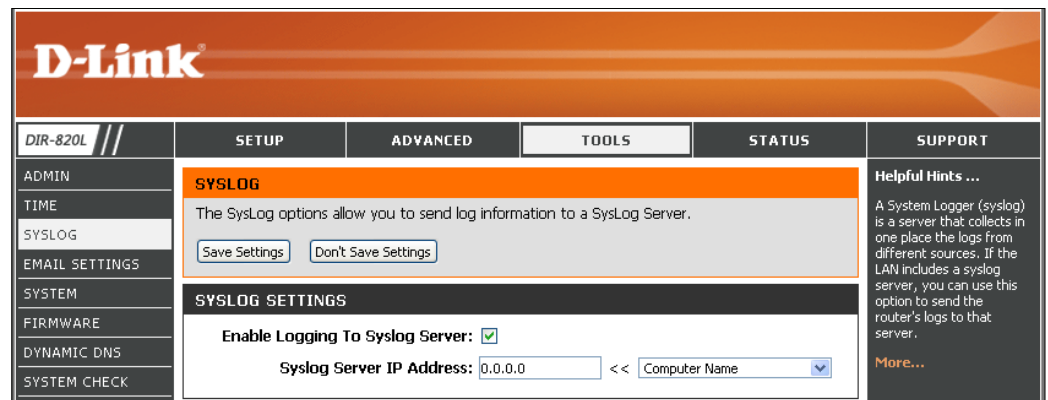 D-Link®
DIR-820L
SETUP
ADVANCED
TOOLS
STATUS
SUPPORT
ADMIN
TIME
SYSLOG
EMAIL SETTINGS
SYSTEM
FIRMWARE
DYNAMIC DNS
SYSTEM CHECK
SYSLOG
The SysLog options allow you to send log information to a SysLog Server.
Save Settings Don't Save Settings
SYSLOG SETTINGS
Enable Logging To Syslog Server:
Syslog Server IP Address: 0.0.0.0 << Computer Name
Helpful Hints ...
A System Logger (syslog)
is a server that collects in
one place the logs from
different sources. If the
LAN includes a syslog
server, you can use this
option to send the
router's logs to that
server.
More...